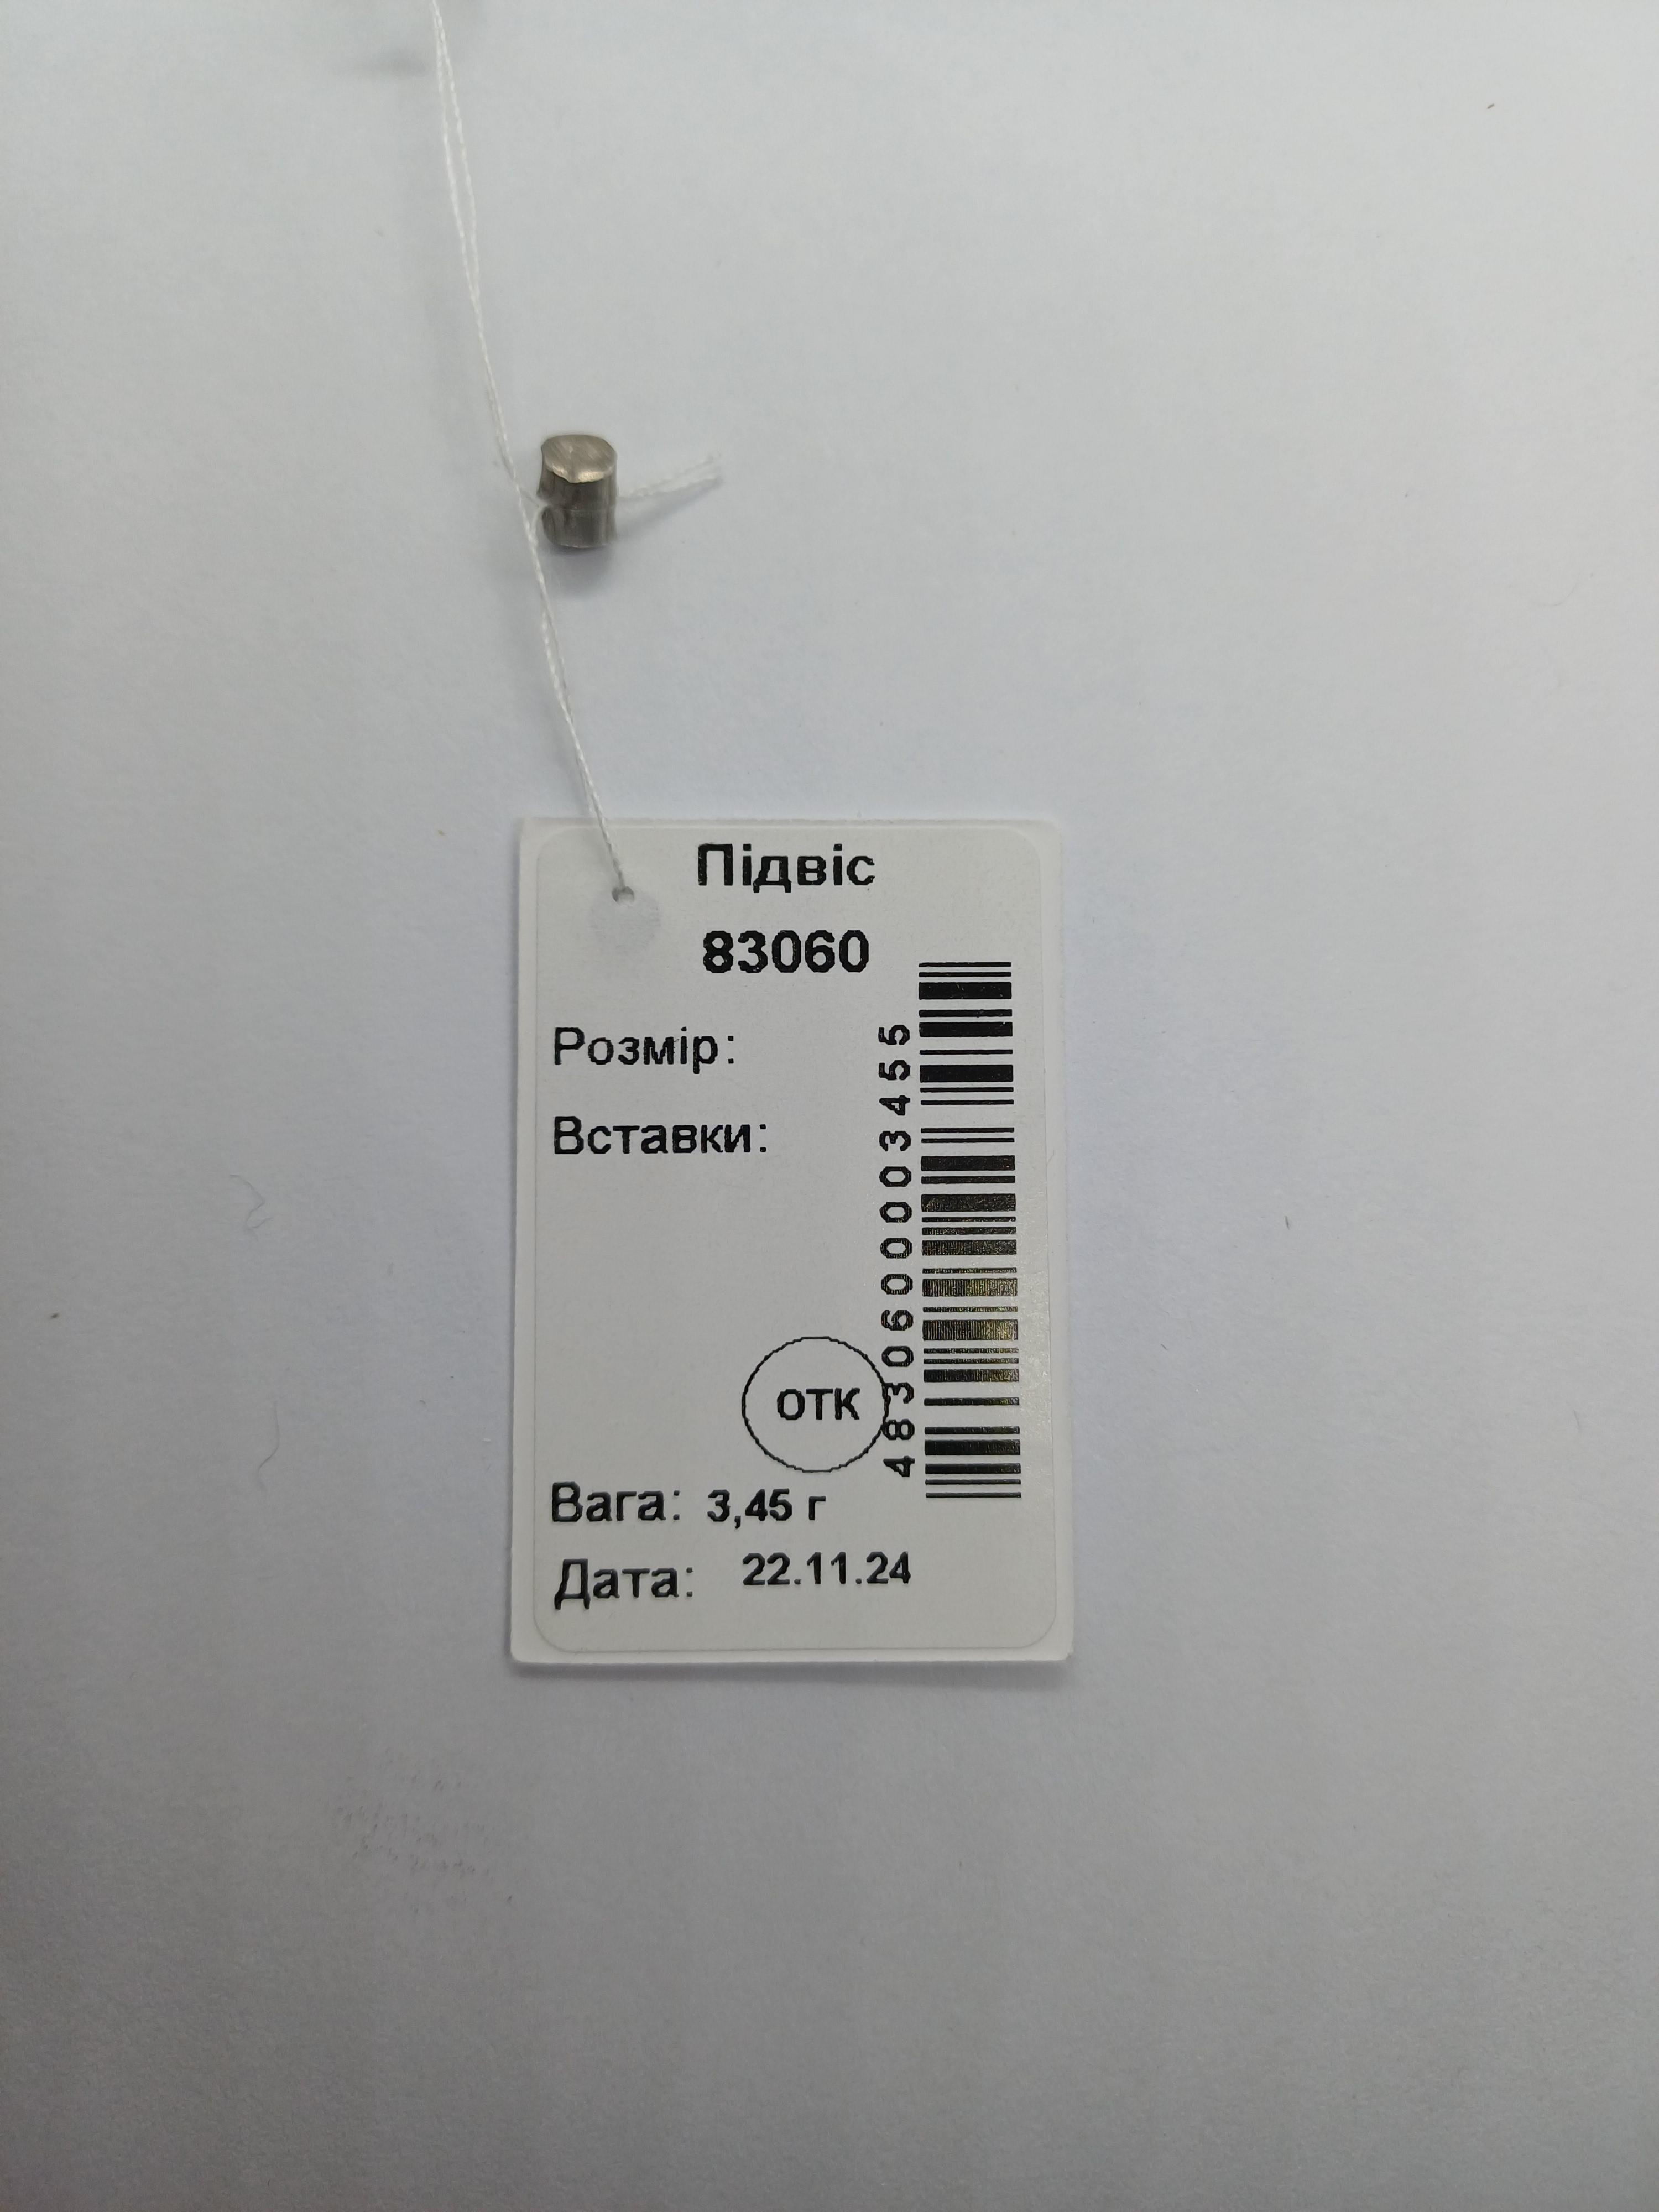 Підвіс
83060
Розмір:
Вставки:
4830600003455
ОТК
Вага: 3,45 г
Дата: 22.11.24